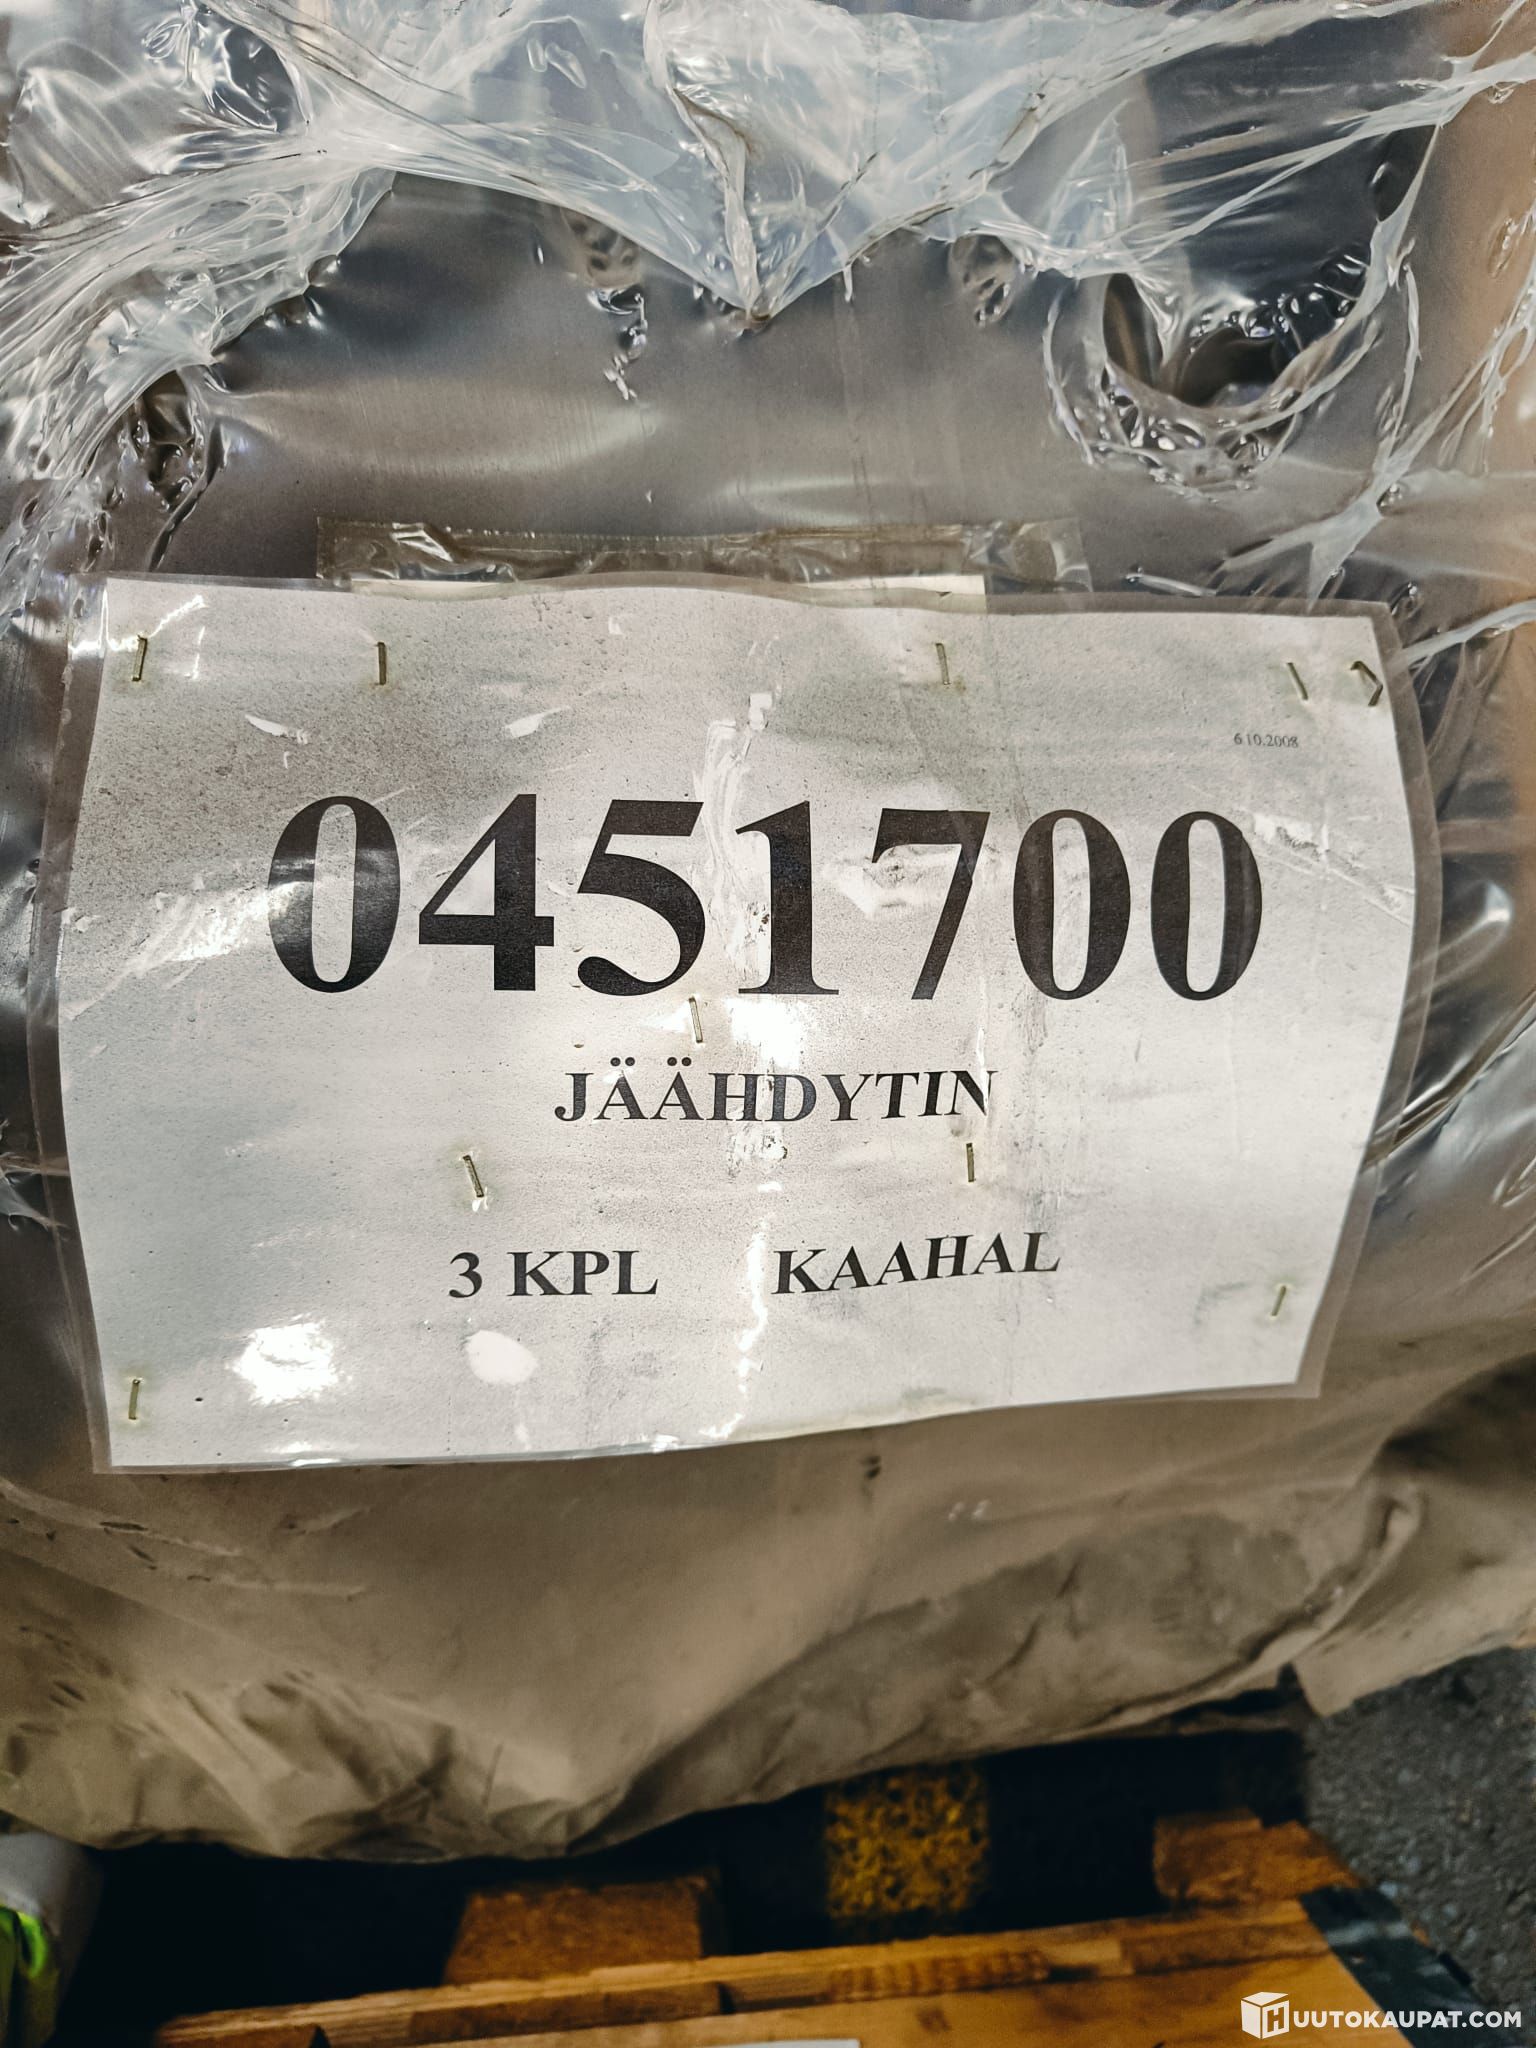 6.10.2008
0451700
JÄÄHDYTIN
3 KPL KAAHAL
HUUTOKAUPAT.COM